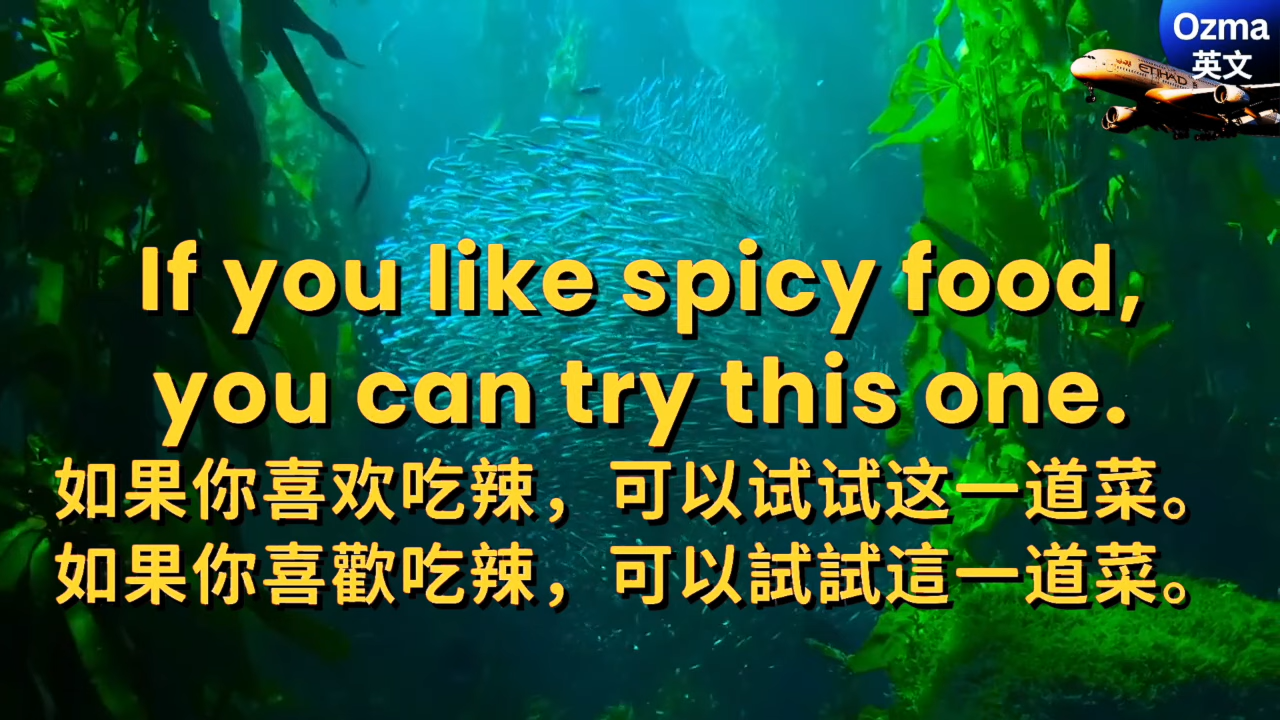 Ozma
英文
ETIHAD
If you like spicy food,
you can try this one.
如果你喜欢吃辣，可以试试这一道菜。
如果你喜歡吃辣，可以試試這一道菜。